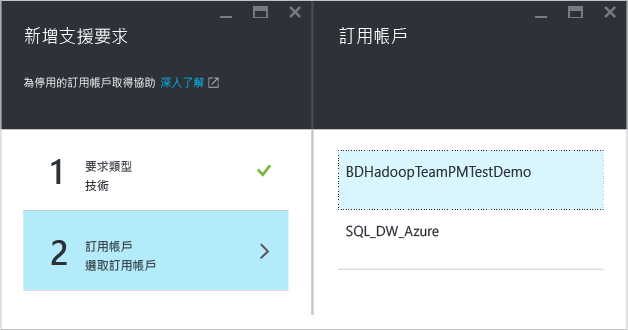 新增支援要求
為停用的訂用帳戶取得協助 深入了解
1
要求類型
技術
2
訂用帳戶
選取訂用帳戶
訂用帳戶
BDHadoopTeamPMTestDemo
SQL_DW_Azure